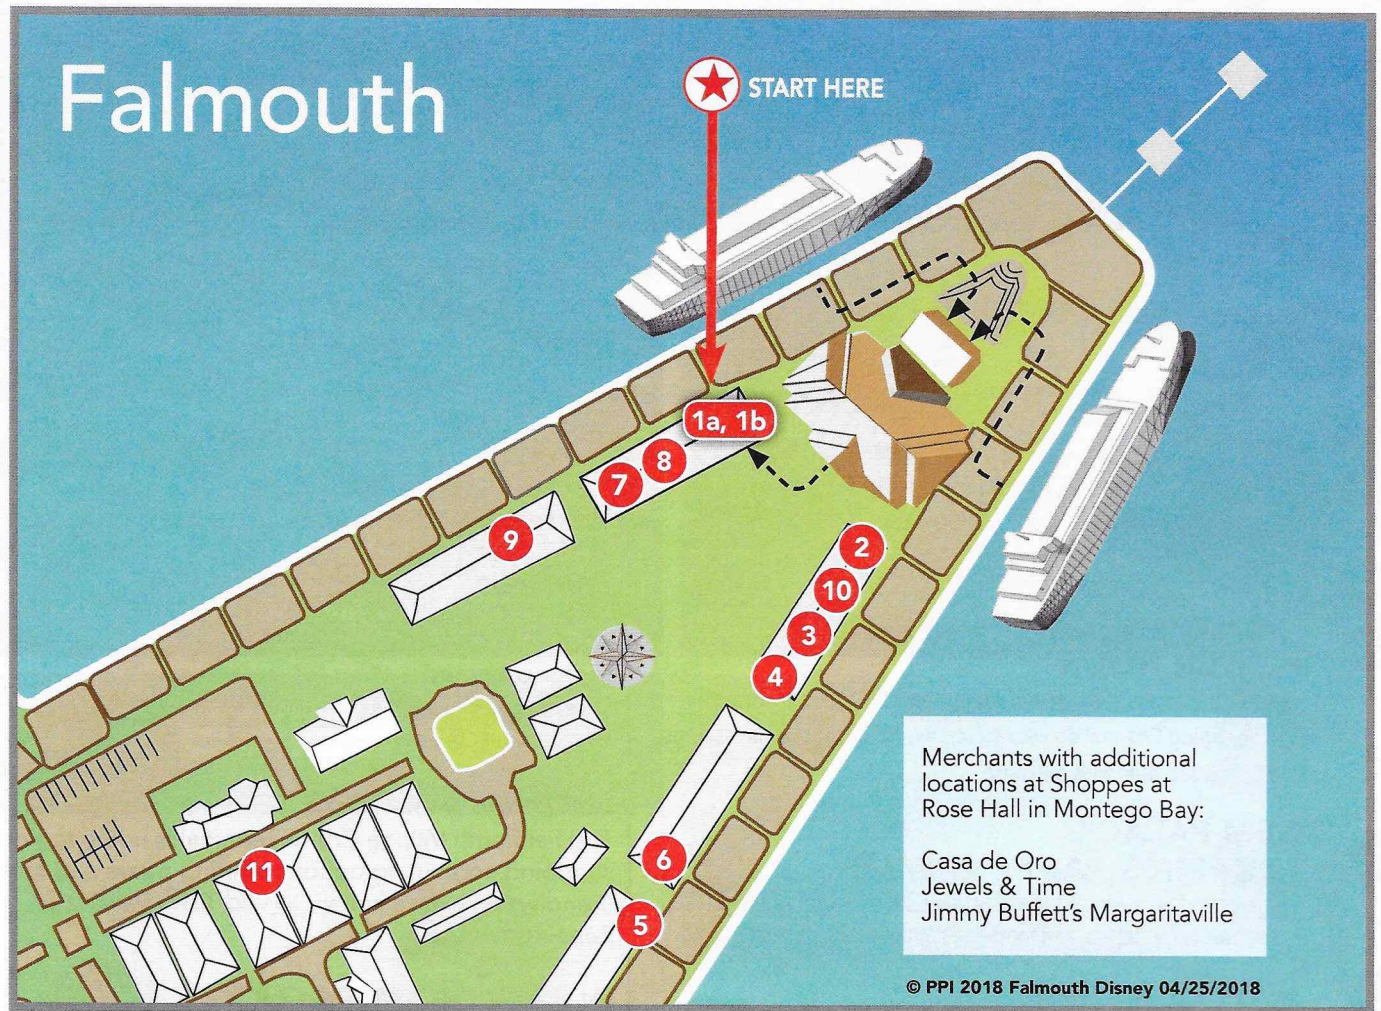 Falmouth
START HERE
1a, 1b
8
7
9
2
10
3
4
6
11
5
Merchants with additional
locations at Shoppes at
Rose Hall in Montego Bay:
Casa de Oro
Jewels & Time
Jimmy Buffett's Margaritaville
© PPI 2018 Falmouth Disney 04/25/2018